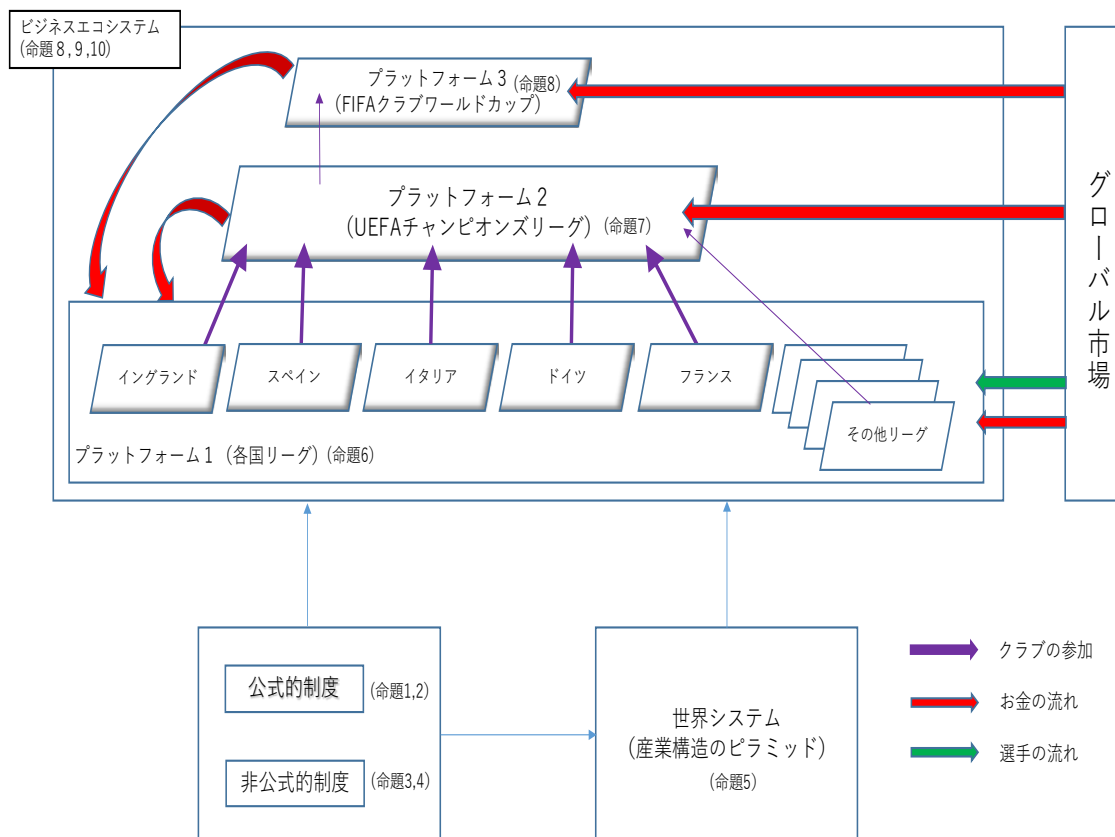 ビジネスエコシステム
(命題８,９,10)
プラットフォーム３ (命題8)
(FIFAクラブワールドカップ)
プラットフォーム２
(UEFAチャンピオンズリーグ) (命題7)
グローバル市場
イングランド
スペイン
イタリア
ドイツ
フランス
その他リーグ
プラットフォーム１ (各国リーグ) (命題6)
公式的制度 (命題1,2)
非公式的制度 (命題3,4)
世界システム
(産業構造のピラミッド)
(命題5)
クラブの参加
お金の流れ
選手の流れ